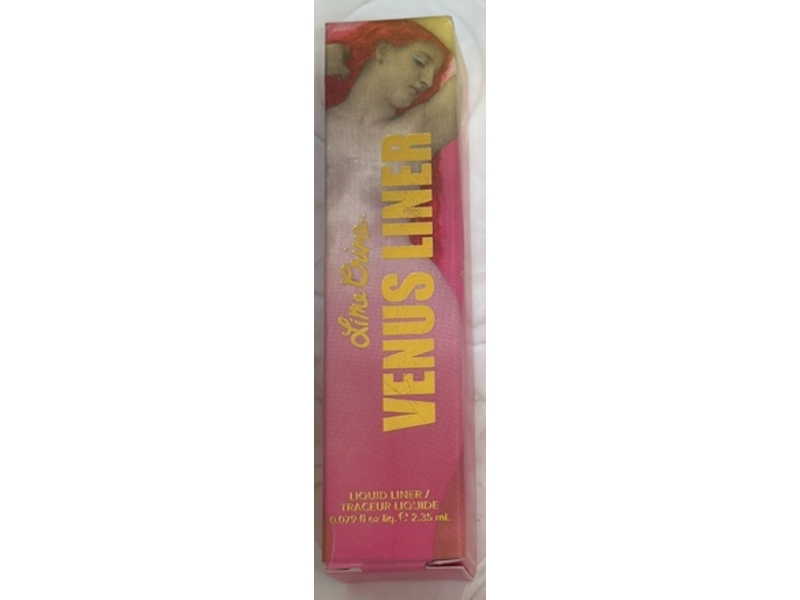 Lime Crime
VENUS LINER
LIQUID LINER /
TRACEUR LIQUIDE
0.079 fl oz liq. ℮ 2.35 mL